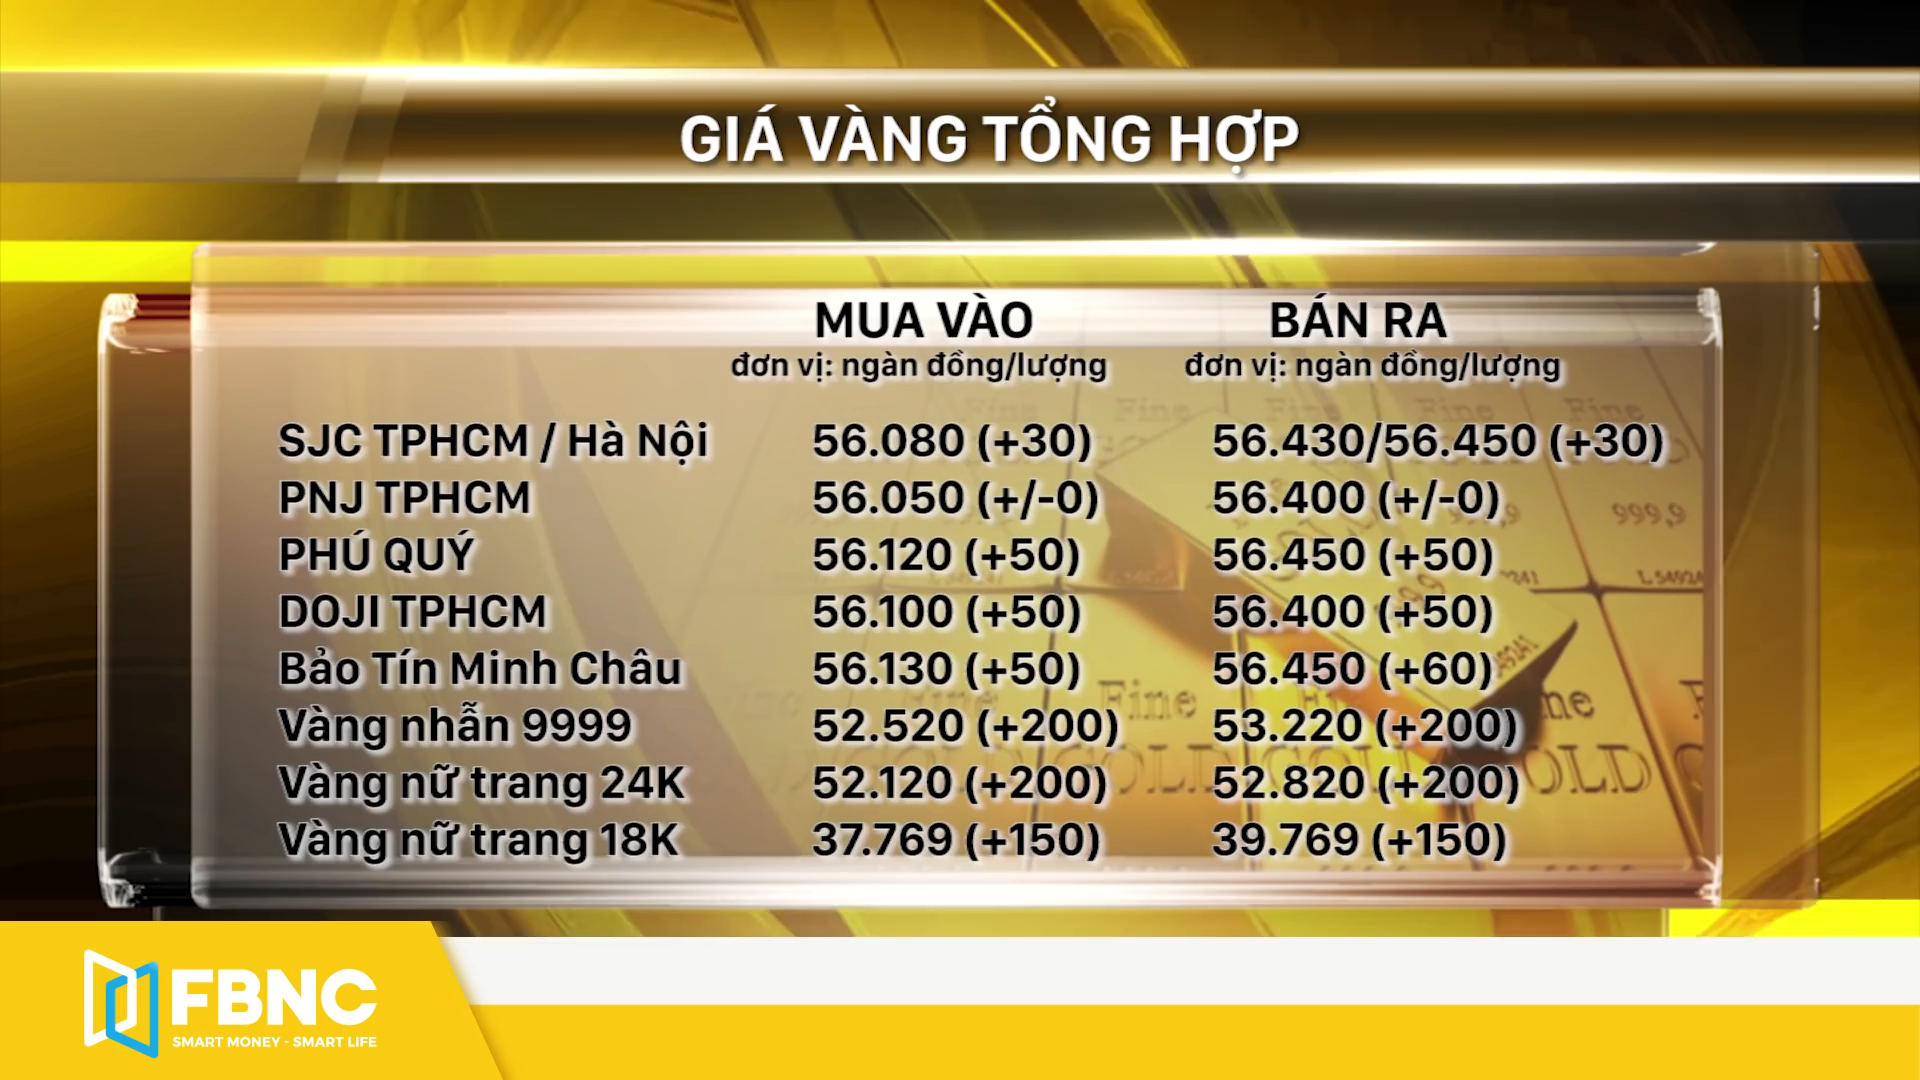 GIÁ VÀNG TỔNG HỢP
MUA VÀO BÁN RA
đơn vị: ngàn đồng/lượng đơn vị: ngàn đồng/lượng
SJC TPHCM / Hà Nội 56.080 (+30) 56.430/56.450 (+30)
PNJ TPHCM 56.050 (+/-0) 56.400 (+/-0)
PHÚ QUÝ 56.120 (+50) 56.450 (+50)
DOJI TPHCM 56.100 (+50) 56.400 (+50)
Bảo Tín Minh Châu 56.130 (+50) 56.450 (+60)
Vàng nhẫn 9999 52.520 (+200) 53.220 (+200)
Vàng nữ trang 24K 52.120 (+200) 52.820 (+200)
Vàng nữ trang 18K 37.769 (+150) 39.769 (+150)
FBNC
SMART MONEY - SMART LIFE